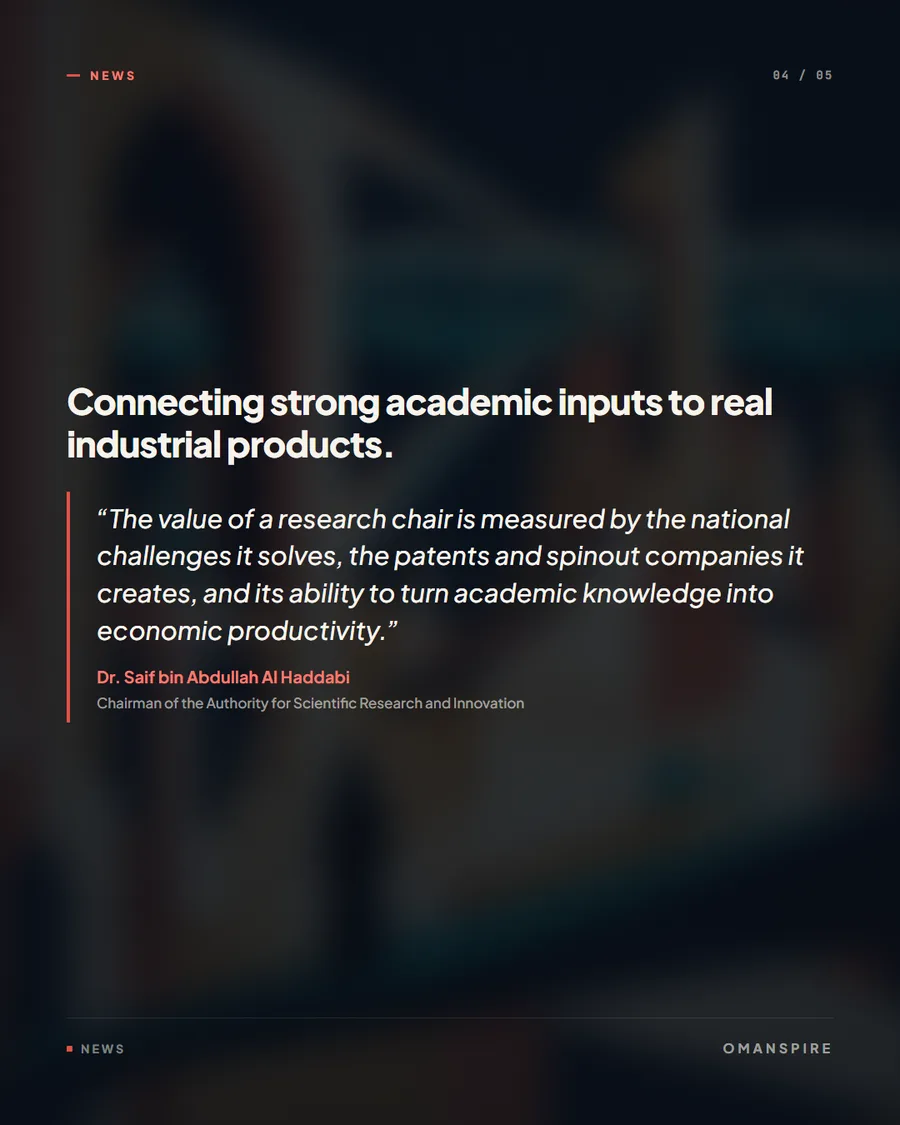 — NEWS
04 / 05
Connecting strong academic inputs to real
industrial products.
“The value of a research chair is measured by the national
challenges it solves, the patents and spinout companies it
creates, and its ability to turn academic knowledge into
economic productivity.”
Dr. Saif bin Abdullah Al Haddabi
Chairman of the Authority for Scientific Research and Innovation
NEWS
OMANSPIRE